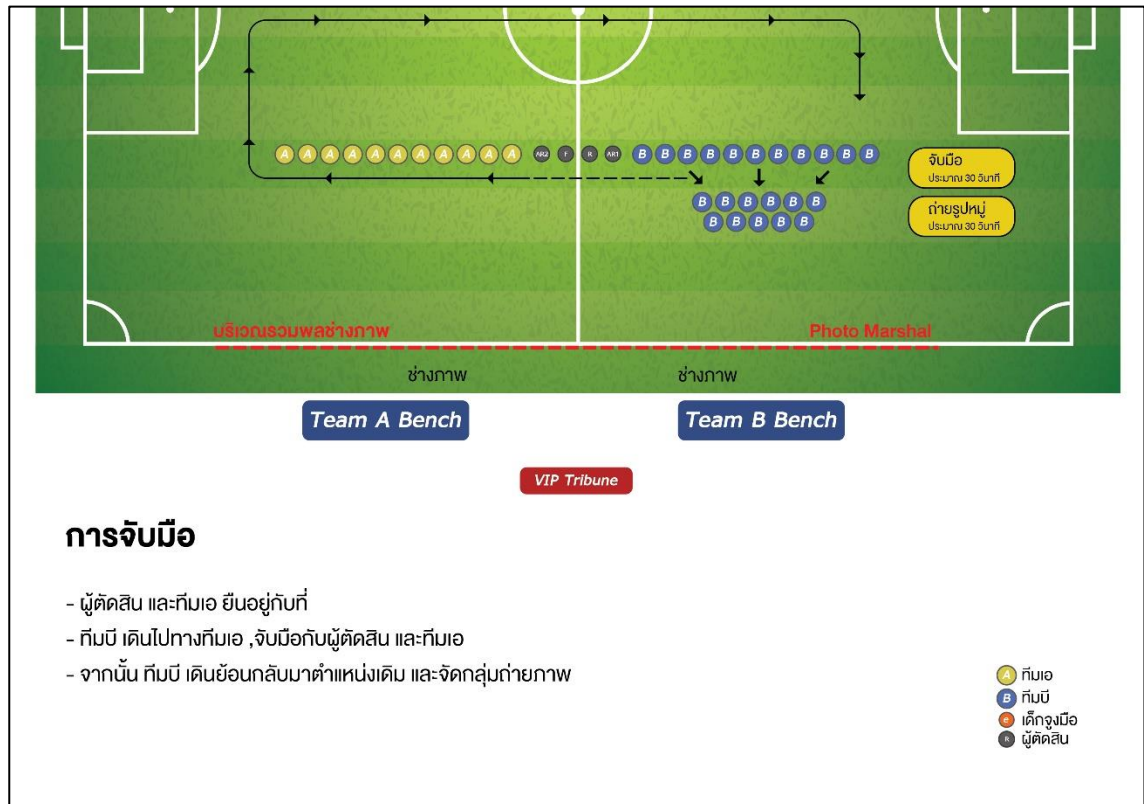 A A A A A A A A A A A AR2 F R AR1 B B B B B B B B B B B
จับมือ
ประมาณ 30 วินาที
B B B B B B
ถ่ายรูปหมู่
ประมาณ 30 วินาที
B B B B B
บริเวณรวมพลช่างภาพ Photo Marshal
ช่างภาพ ช่างภาพ
Team A Bench Team B Bench
VIP Tribune
การจับมือ
- ผู้ตัดสิน และทีมเอ ยืนอยู่กับที่
- ทีมบี เดินไปทางทีมเอ ,จับมือกับผู้ตัดสิน และทีมเอ
- จากนั้น ทีมบี เดินย้อนกลับมาตำแหน่งเดิม และจัดกลุ่มถ่ายภาพ
A ทีมเอ
B ทีมบี
e เด็กจูงมือ
R ผู้ตัดสิน